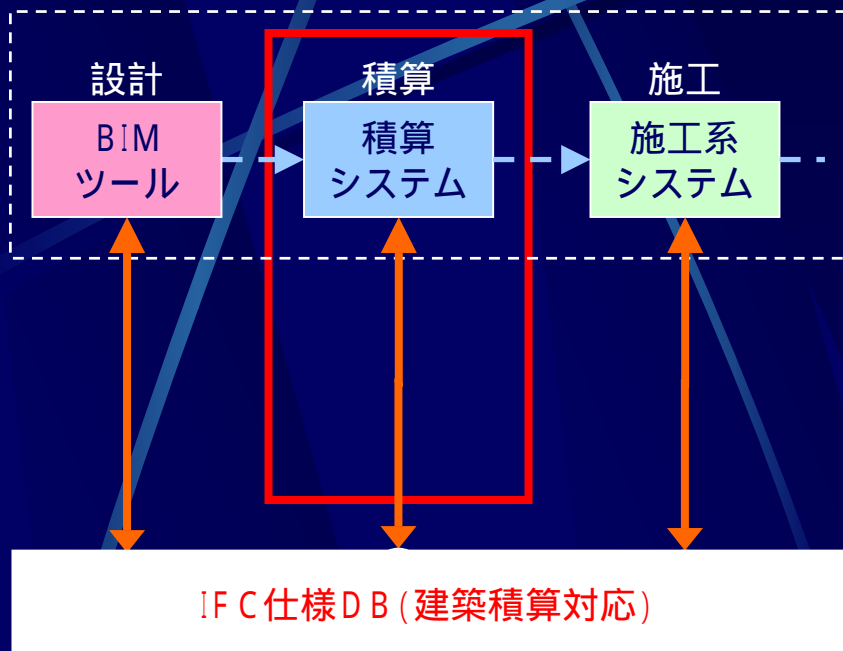 設計
積算
施工
BIM
ツール
積算
システム
施工系
システム
IFC仕様DB(建築積算対応)